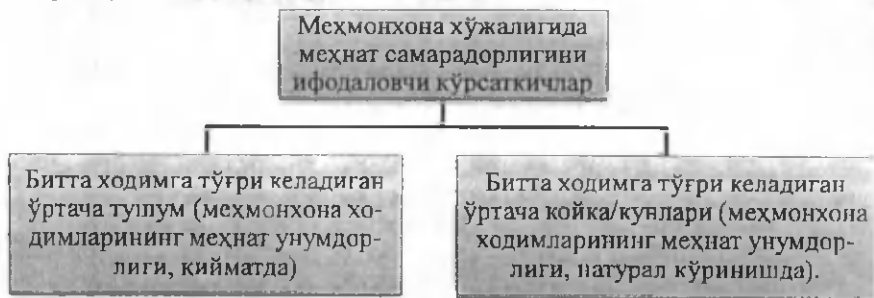 Меҳмонхона хўжалигида
меҳнат самарадорлигини
ифодаловчи кўрсаткичлар
Битта ходимга тўғри келадиган
ўртача тушум (меҳмонхона хо-
димларининг меҳнат унумдор-
лиги, қийматда)
Битта ходимга тўғри келадиган
ўртача койка/кунлари (меҳмонхона
ходимларининг меҳнат унумдор-
лиги, натурал кўринишда).